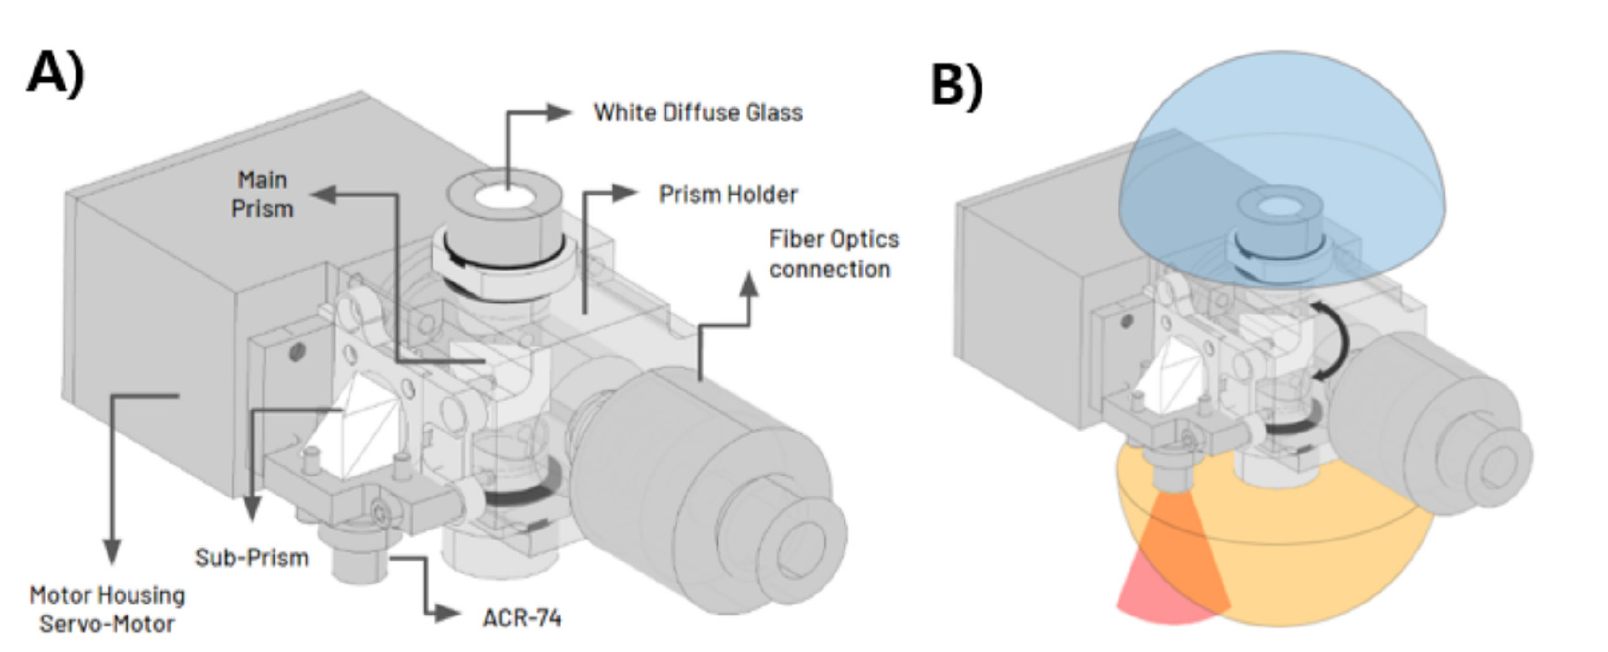 A)
B)
White Diffuse Glass
Main
Prism
Prism Holder
Fiber Optics
connection
Sub-Prism
Motor Housing
Servo-Motor
ACR-74